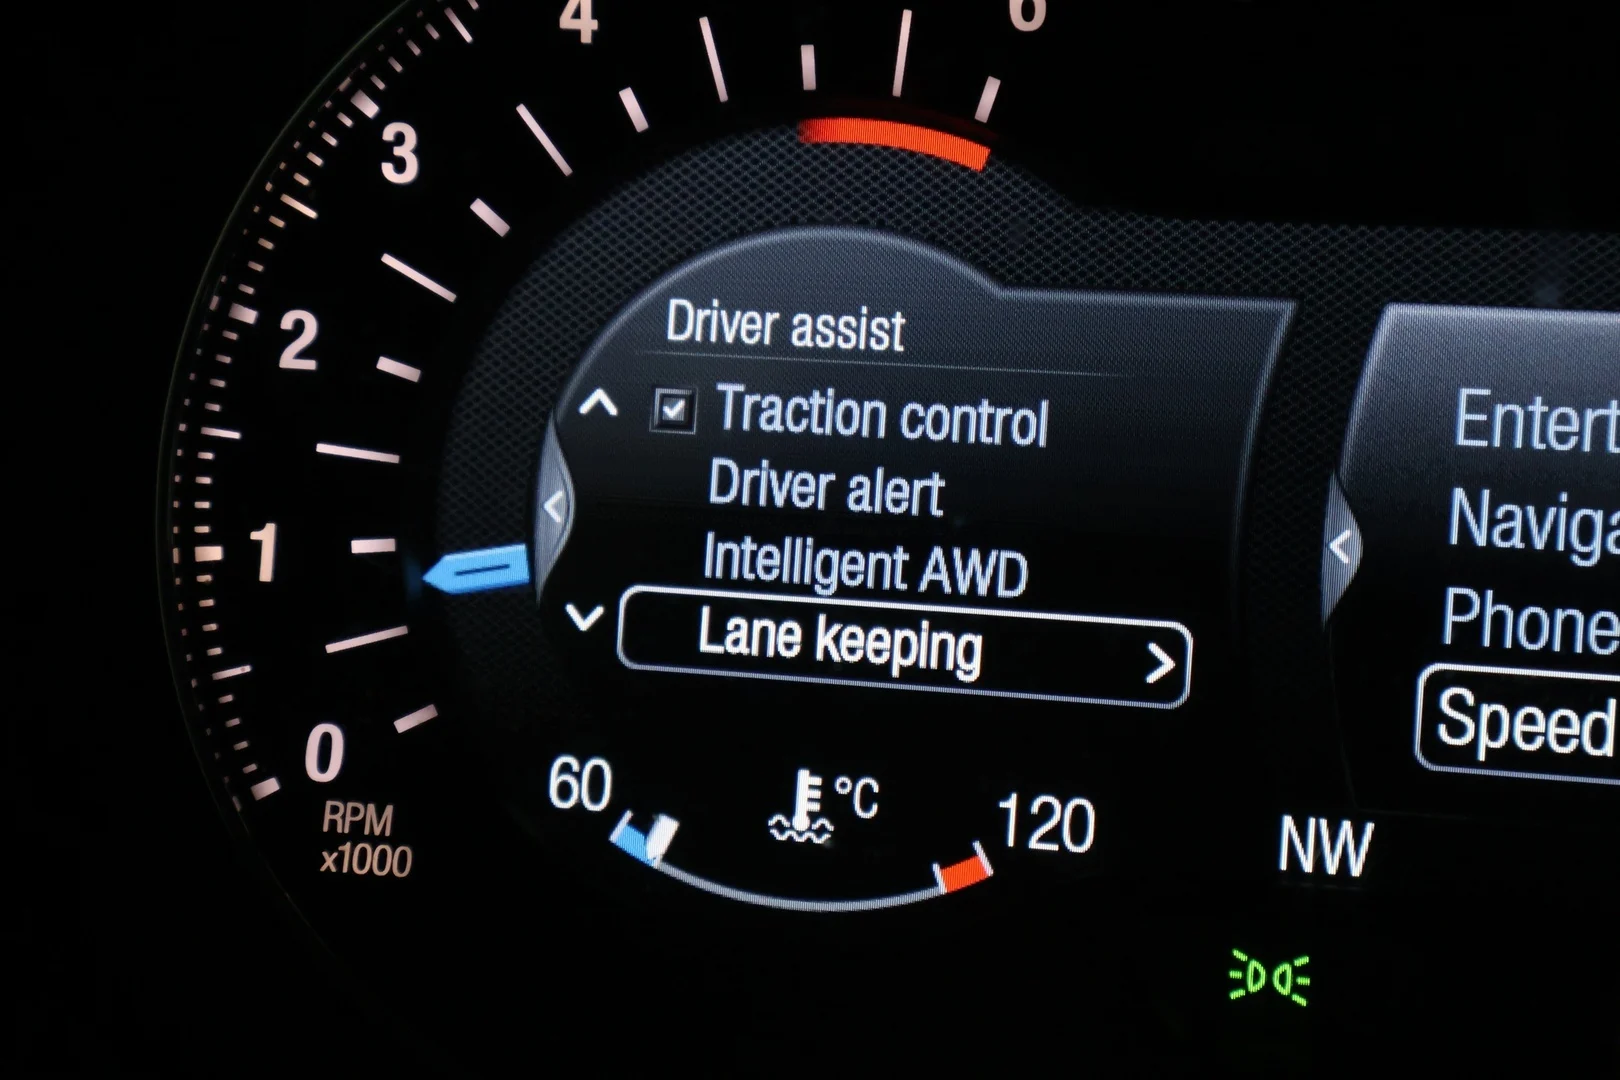 4
6
3
2
1
0
RPM
x1000
Driver assist
Traction control
Driver alert
Intelligent AWD
Lane keeping
60
°C
120
NW
Entert
Naviga
Phone
Speed